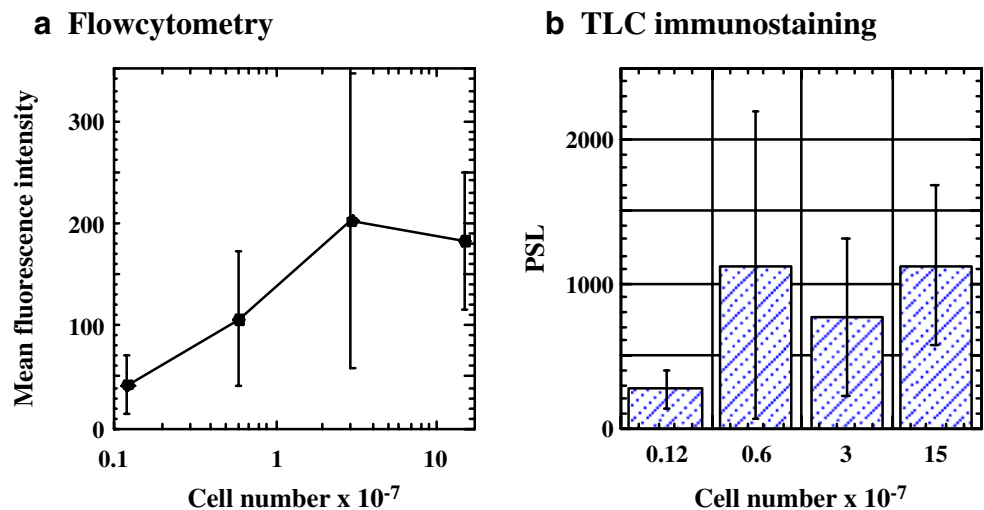 a Flowcytometry
Mean fluorescence intensity
300
200
100
0
0.1 1 10
Cell number x 10-7
b TLC immunostaining
PSL
2000
1000
0
0.12 0.6 3 15
Cell number x 10-7